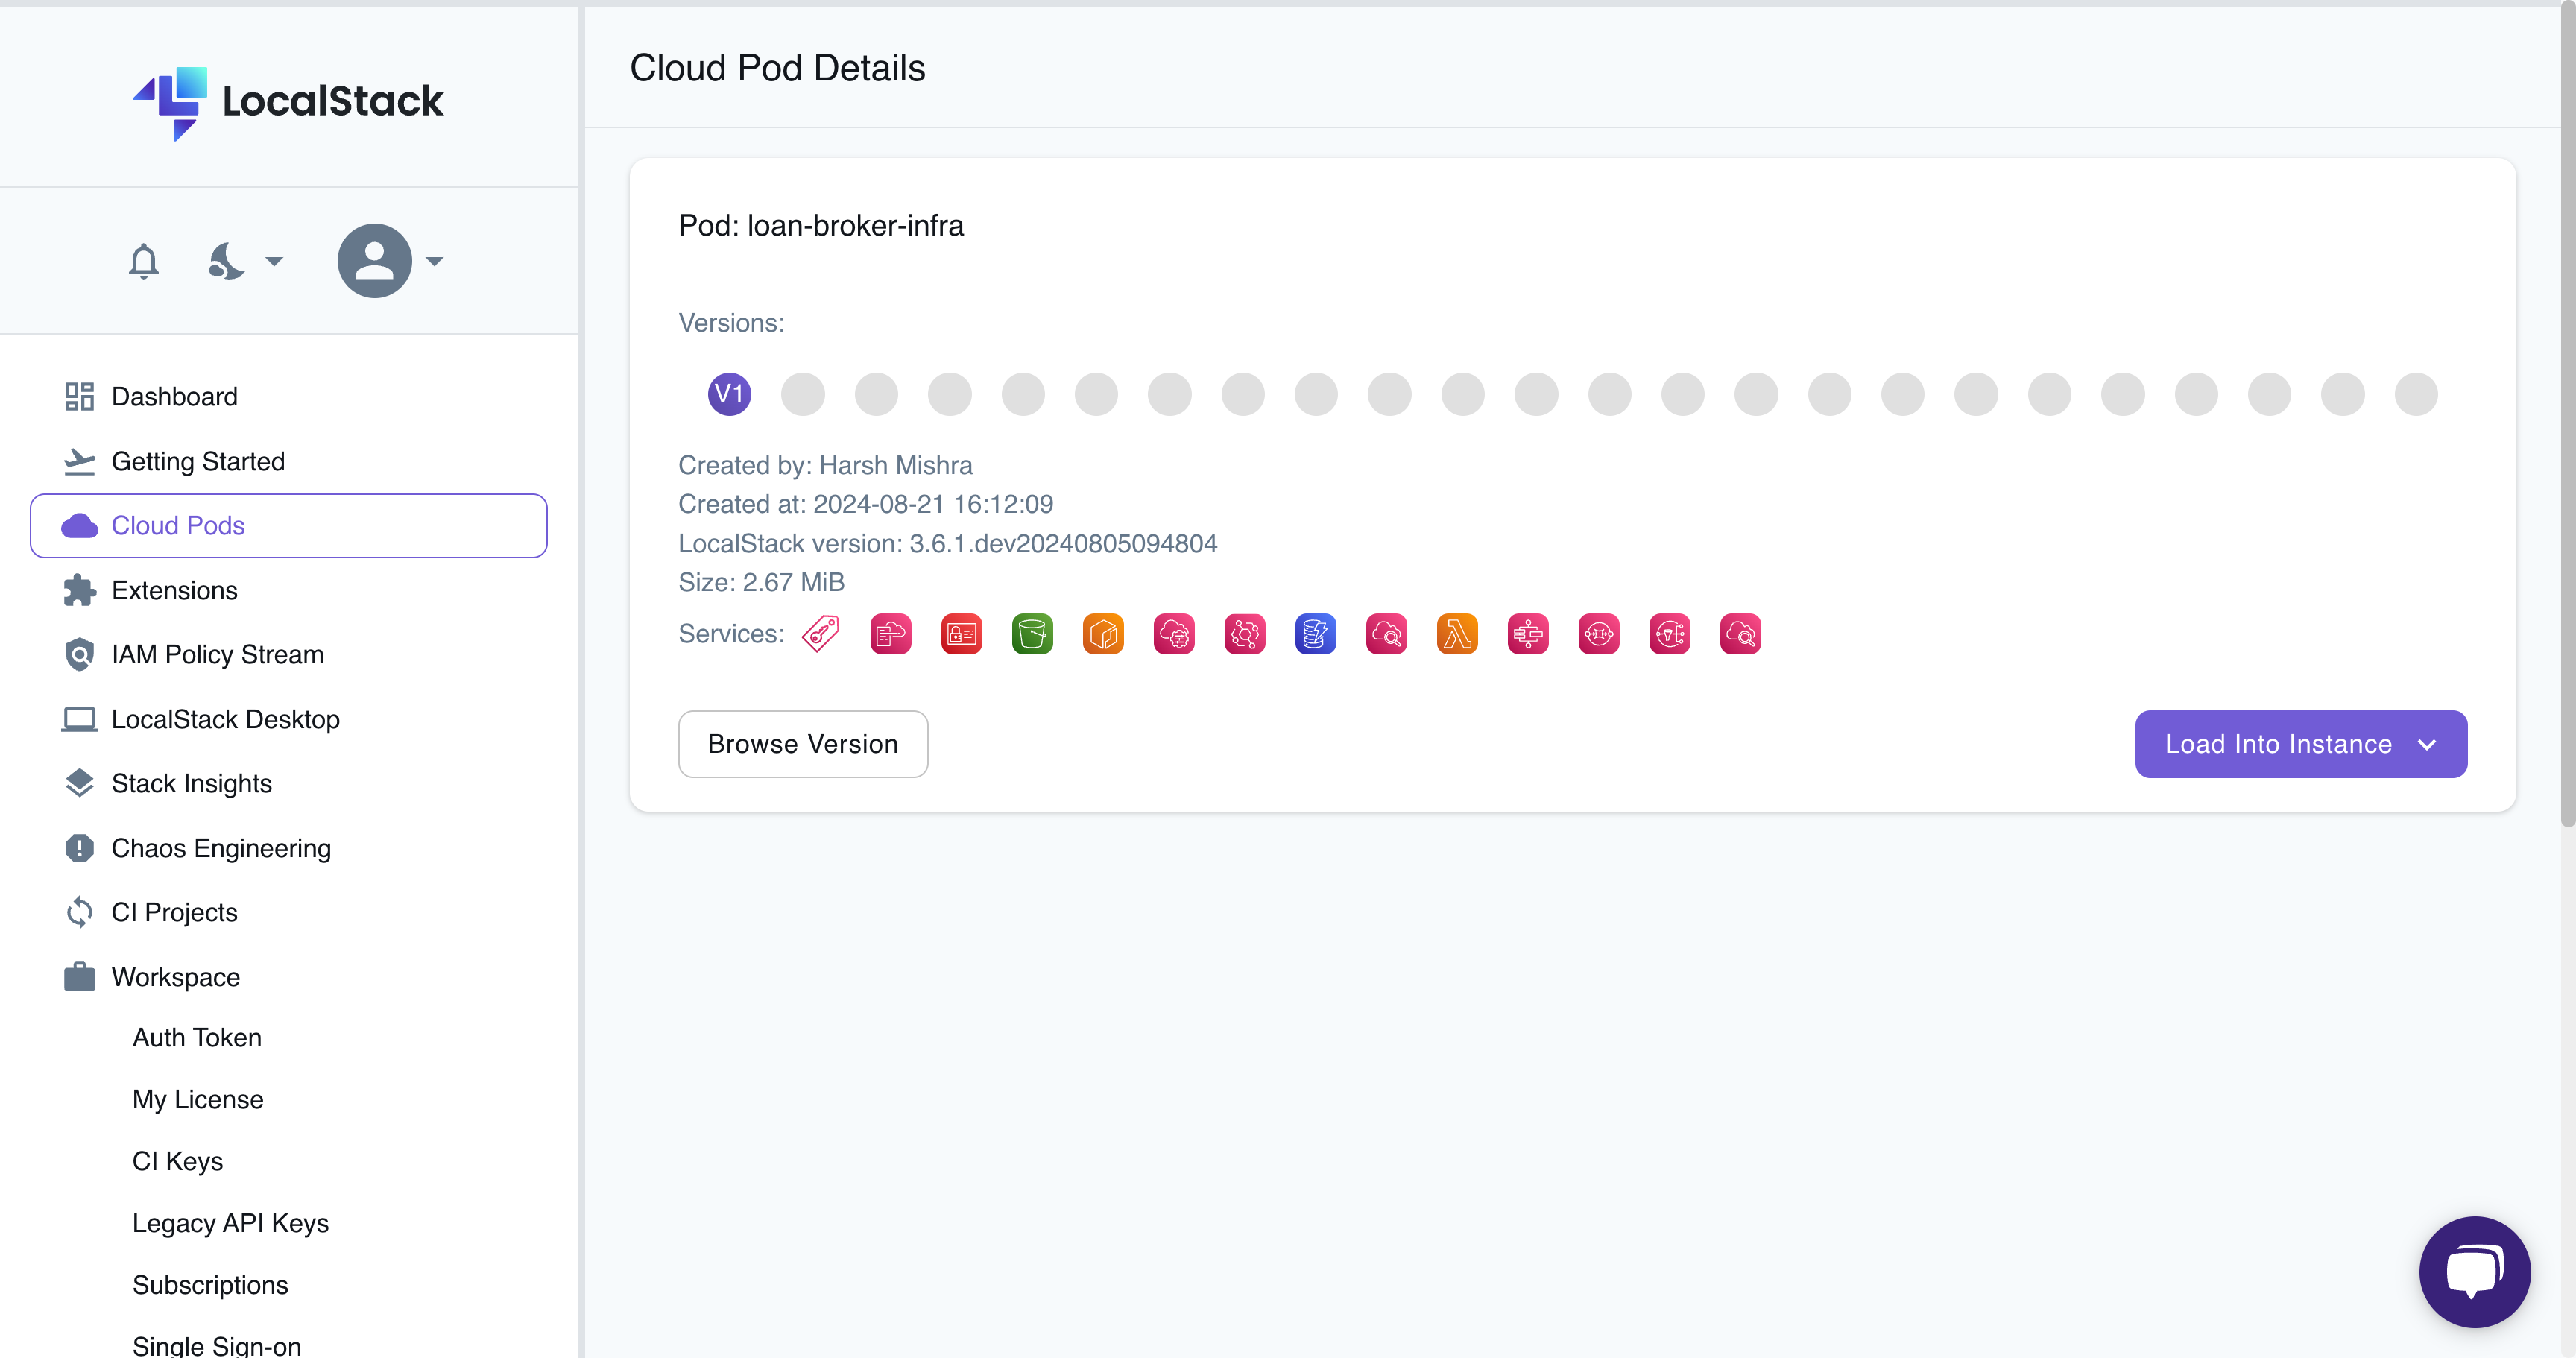 LocalStack
Dashboard
Getting Started
Cloud Pods
Extensions
IAM Policy Stream
LocalStack Desktop
Stack Insights
Chaos Engineering
CI Projects
Workspace
Auth Token
My License
CI Keys
Legacy API Keys
Subscriptions
Single Sign-on
Cloud Pod Details
Pod: loan-broker-infra
Versions:
V1
Created by: Harsh Mishra
Created at: 2024-08-21 16:12:09
LocalStack version: 3.6.1.dev20240805094804
Size: 2.67 MiB
Services:
Browse Version
Load Into Instance